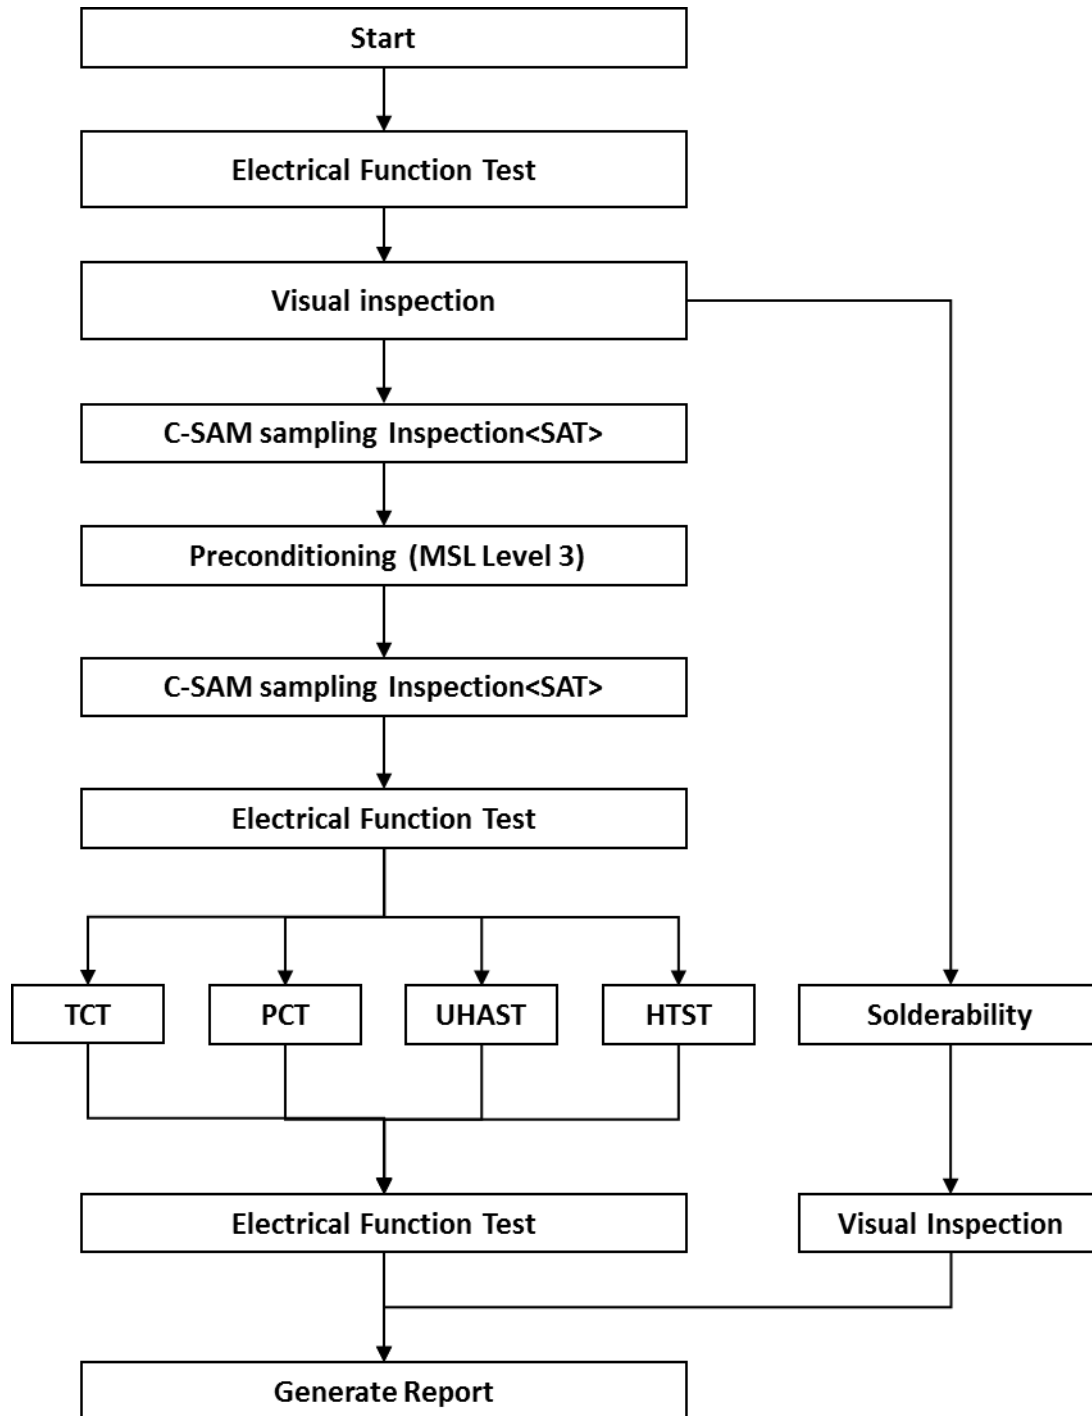 Start
Electrical Function Test
Visual inspection
C-SAM sampling Inspection<SAT>
Preconditioning (MSL Level 3)
C-SAM sampling Inspection<SAT>
Electrical Function Test
TCT
PCT
UHAST
HTST
Solderability
Electrical Function Test
Visual Inspection
Generate Report